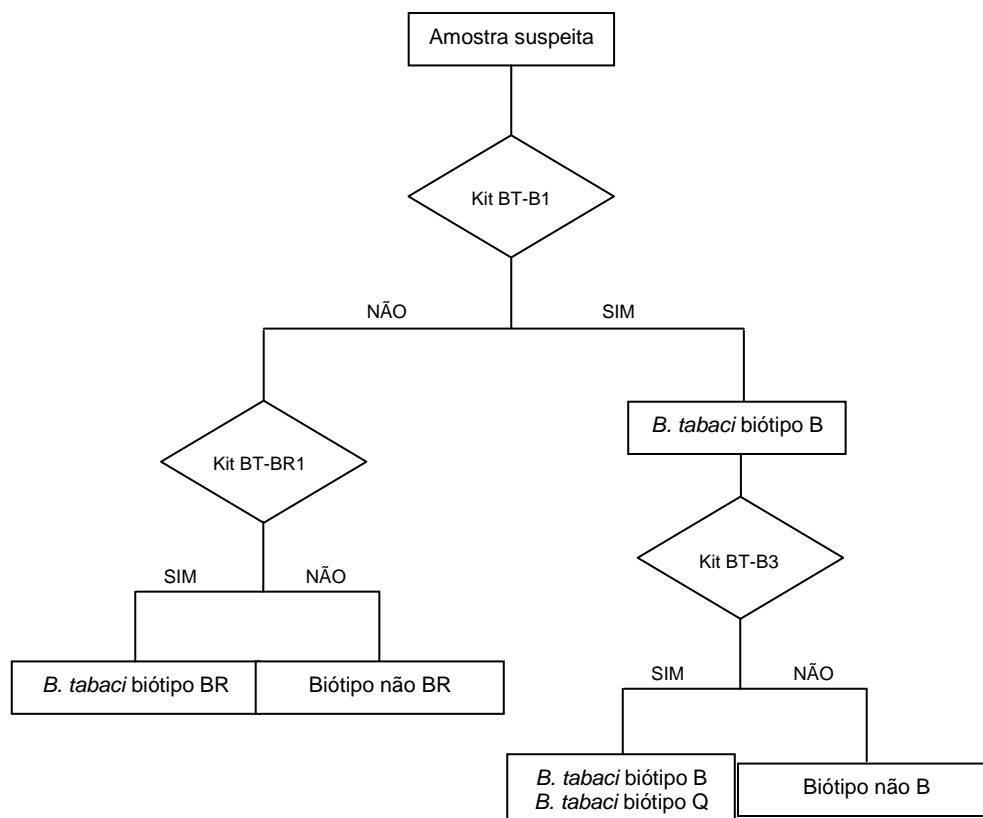 Amostra suspeita
Kit BT-B1
NÃO
SIM
B. tabaci biótipo B
Kit BT-BR1
Kit BT-B3
SIM
NÃO
B. tabaci biótipo BR
Biótipo não BR
SIM
NÃO
B. tabaci biótipo B
B. tabaci biótipo Q
Biótipo não B